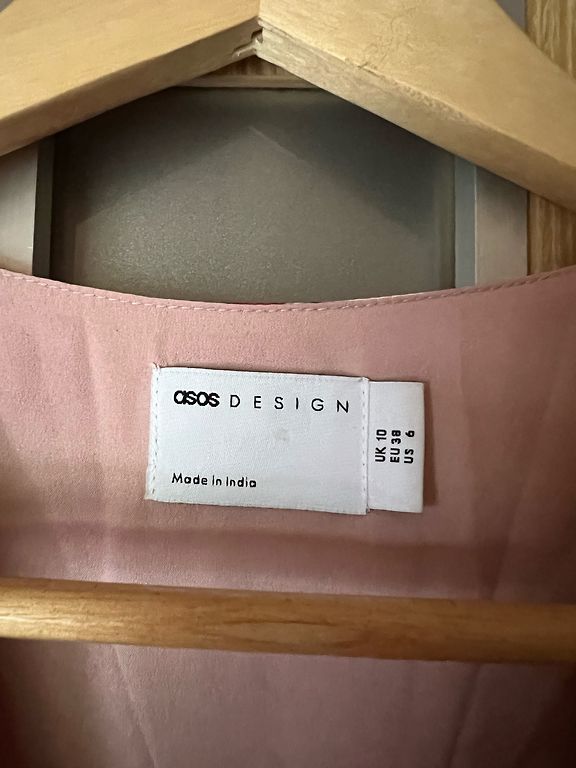 asos DESIGN
Made in India
UK 10
EU 38
US 6